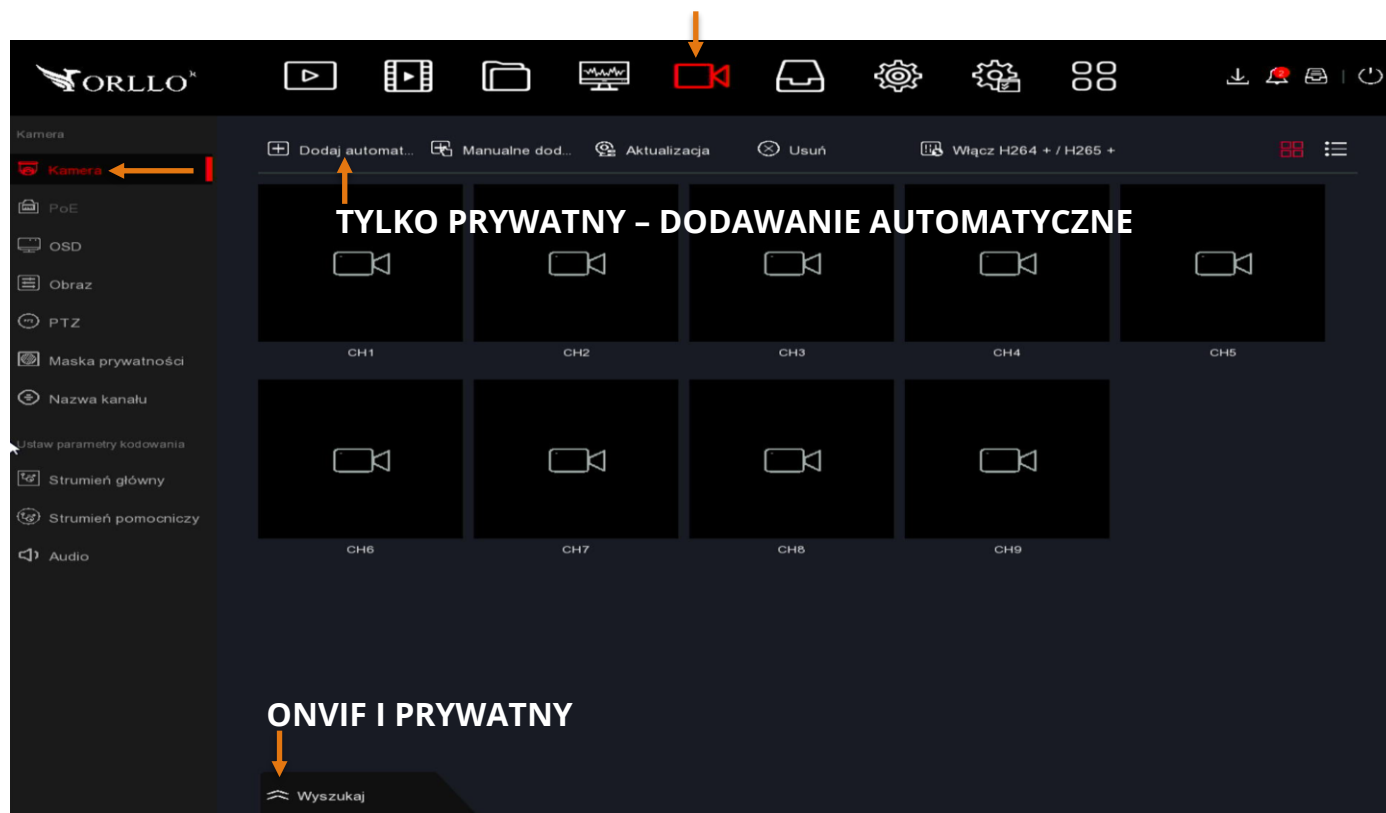 ORLLO
Kamera
Kamera
PoE
OSD
Obraz
PTZ
Maska prywatności
Nazwa kanału
Ustaw parametry kodowania
Strumień główny
Strumień pomocniczy
Audio
Dodaj automat... Manualne dod... Aktualizacja Usuń Włącz H264 + / H265 +
TYLKO PRYWATNY – DODAWANIE AUTOMATYCZNE
CH1 CH2 CH3 CH4 CH5
CH6 CH7 CH8 CH9
ONVIF I PRYWATNY
Wyszukaj